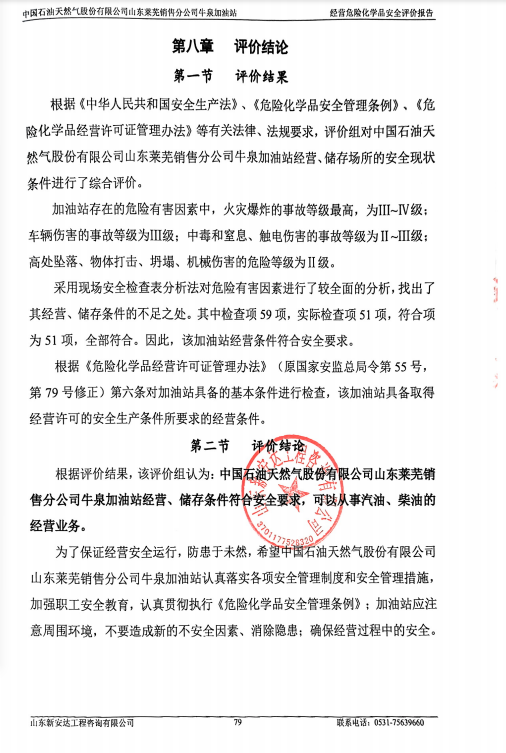 中国石油天然气股份有限公司山东莱芜销售分公司牛泉加油站 经营危险化学品安全评价报告
第八章 评价结论
第一节 评价结果
根据《中华人民共和国安全生产法》、《危险化学品安全管理条例》、《危
险化学品经营许可证管理办法》等有关法律、法规要求，评价组对中国石油天
然气股份有限公司山东莱芜销售分公司牛泉加油站经营、储存场所的安全现状
条件进行了综合评价。
加油站存在的危险有害因素中，火灾爆炸的事故等级最高，为Ⅲ~Ⅳ级；
车辆伤害的事故等级为Ⅲ级；中毒和窒息、触电伤害的事故等级为Ⅱ~Ⅲ级；
高处坠落、物体打击、坍塌、机械伤害的危险等级为Ⅱ级。
采用现场安全检查表分析法对危险有害因素进行了较全面的分析，找出了
其经营、储存条件的不足之处。其中检查项 59 项，实际检查项 51 项，符合项
为 51 项，全部符合。因此，该加油站经营条件符合安全要求。
根据《危险化学品经营许可证管理办法》（原国家安监总局令第 55 号，
第 79 号修正）第六条对加油站具备的基本条件进行检查，该加油站具备取得
经营许可的安全生产条件所要求的经营条件。
第二节 评价结论
根据评价结果，该评价组认为：中国石油天然气股份有限公司山东莱芜销
售分公司牛泉加油站经营、储存条件符合安全要求，可以从事汽油、柴油的
经营业务。
山东新安达工程咨询有限公司
3701177528320
为了保证经营安全运行，防患于未然，希望中国石油天然气股份有限公司
山东莱芜销售分公司牛泉加油站认真落实各项安全管理制度和安全管理措施，
加强职工安全教育，认真贯彻执行《危险化学品安全管理条例》；加油站应注
意周围环境，不要造成新的不安全因素、消除隐患；确保经营过程中的安全。
山东新安达工程咨询有限公司 79 联系电话：0531-75639660